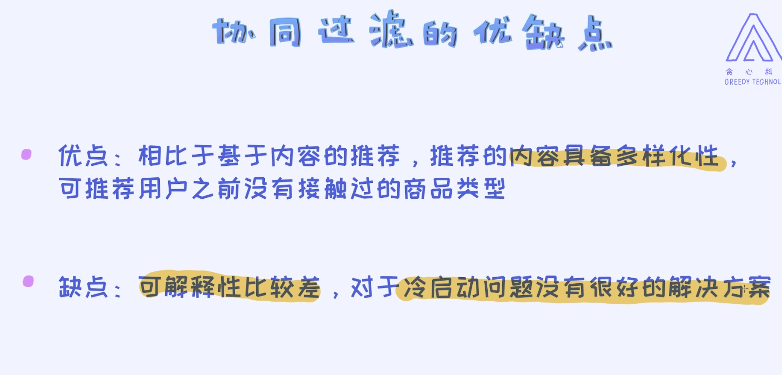 协同过滤的优缺点
贪心
GREEDY TECHNOL
优点：相比于基于内容的推荐，推荐的内容具备多样化性，
可推荐用户之前没有接触过的商品类型
缺点：可解释性比较差，对于冷启动问题没有很好的解决方案